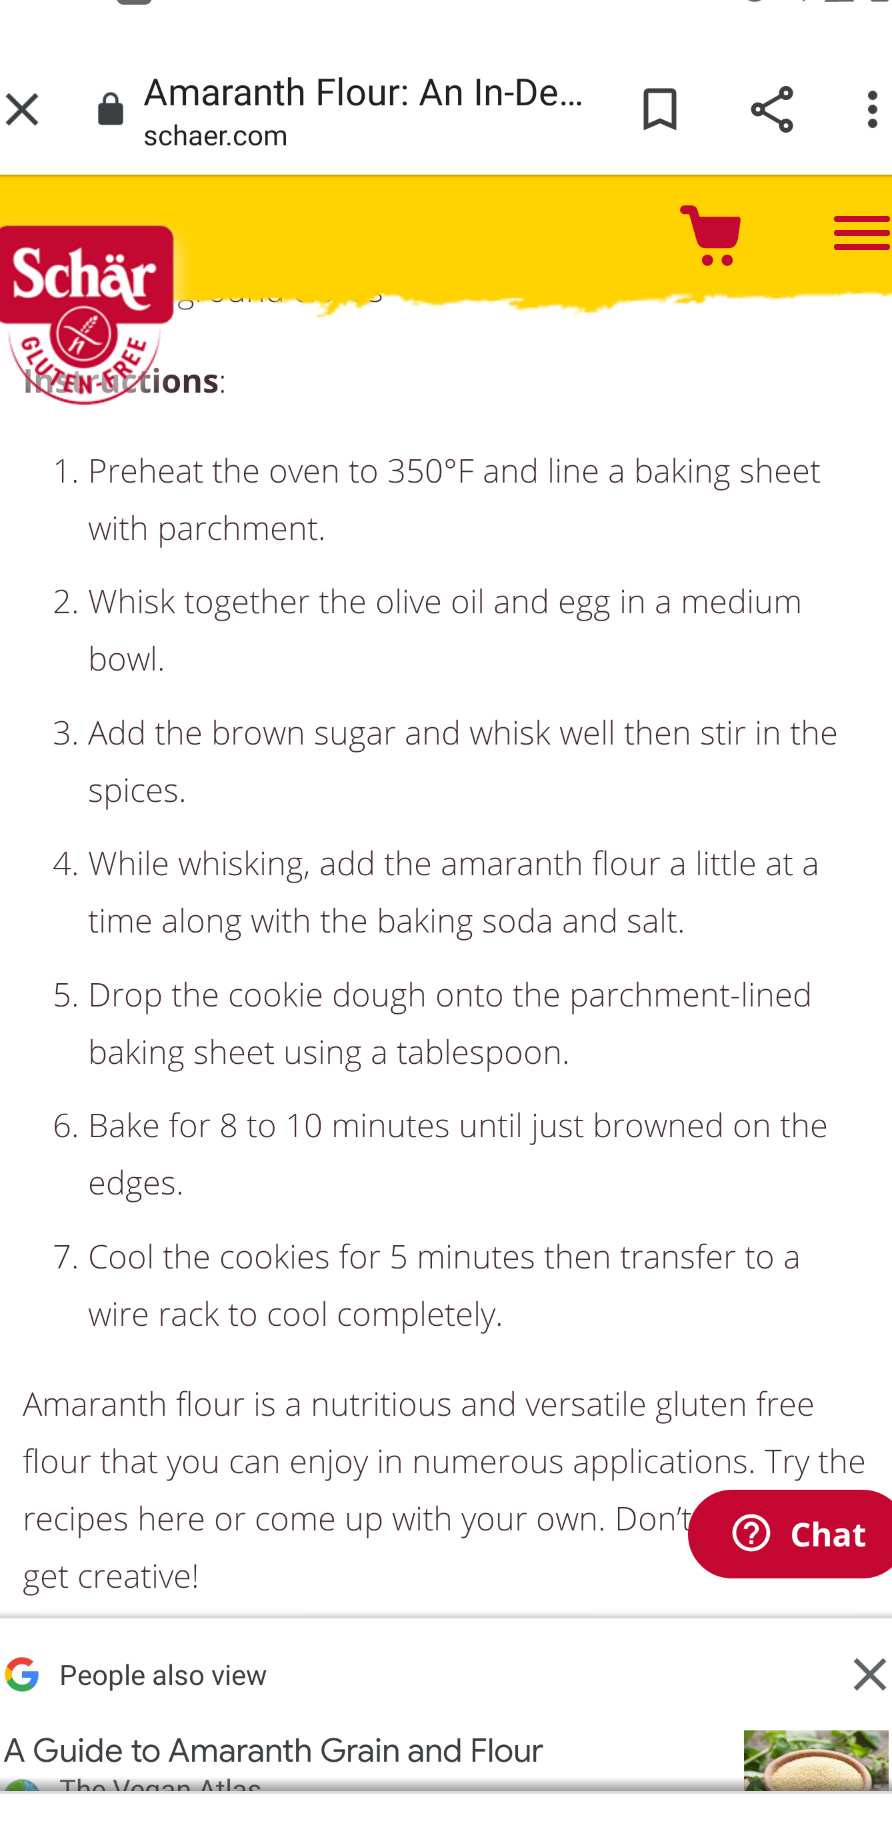 Amaranth Flour: An In-De...
schaer.com
Schär
GLUTEN-FREE
Instructions:
1. Preheat the oven to 350°F and line a baking sheet
with parchment.
2. Whisk together the olive oil and egg in a medium
bowl.
3. Add the brown sugar and whisk well then stir in the
spices.
4. While whisking, add the amaranth flour a little at a
time along with the baking soda and salt.
5. Drop the cookie dough onto the parchment-lined
baking sheet using a tablespoon.
6. Bake for 8 to 10 minutes until just browned on the
edges.
7. Cool the cookies for 5 minutes then transfer to a
wire rack to cool completely.
Amaranth flour is a nutritious and versatile gluten free
flour that you can enjoy in numerous applications. Try the
recipes here or come up with your own. Don't
Chat
get creative!
People also view
A Guide to Amaranth Grain and Flour
The Vegan Atlas